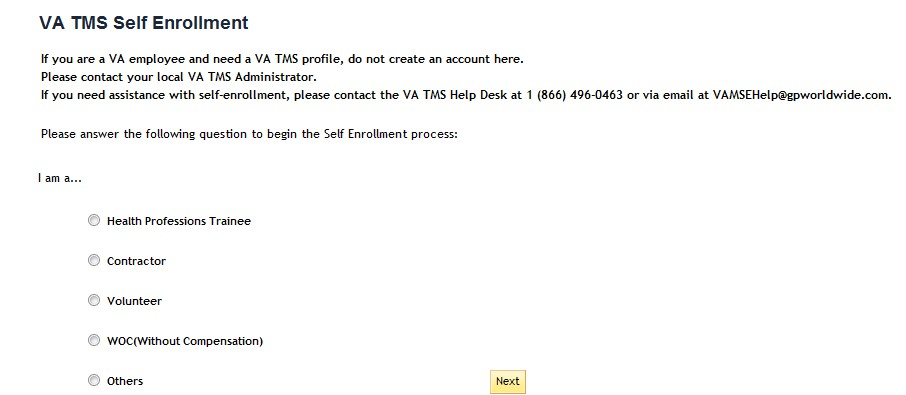 VA TMS Self Enrollment
If you are a VA employee and need a VA TMS profile, do not create an account here.
Please contact your local VA TMS Administrator.
If you need assistance with self-enrollment, please contact the VA TMS Help Desk at 1 (866) 496-0463 or via email at VAMSEHelp@gpworldwide.com.
Please answer the following question to begin the Self Enrollment process:
I am a...
Health Professions Trainee
Contractor
Volunteer
WOC(Without Compensation)
Others
Next